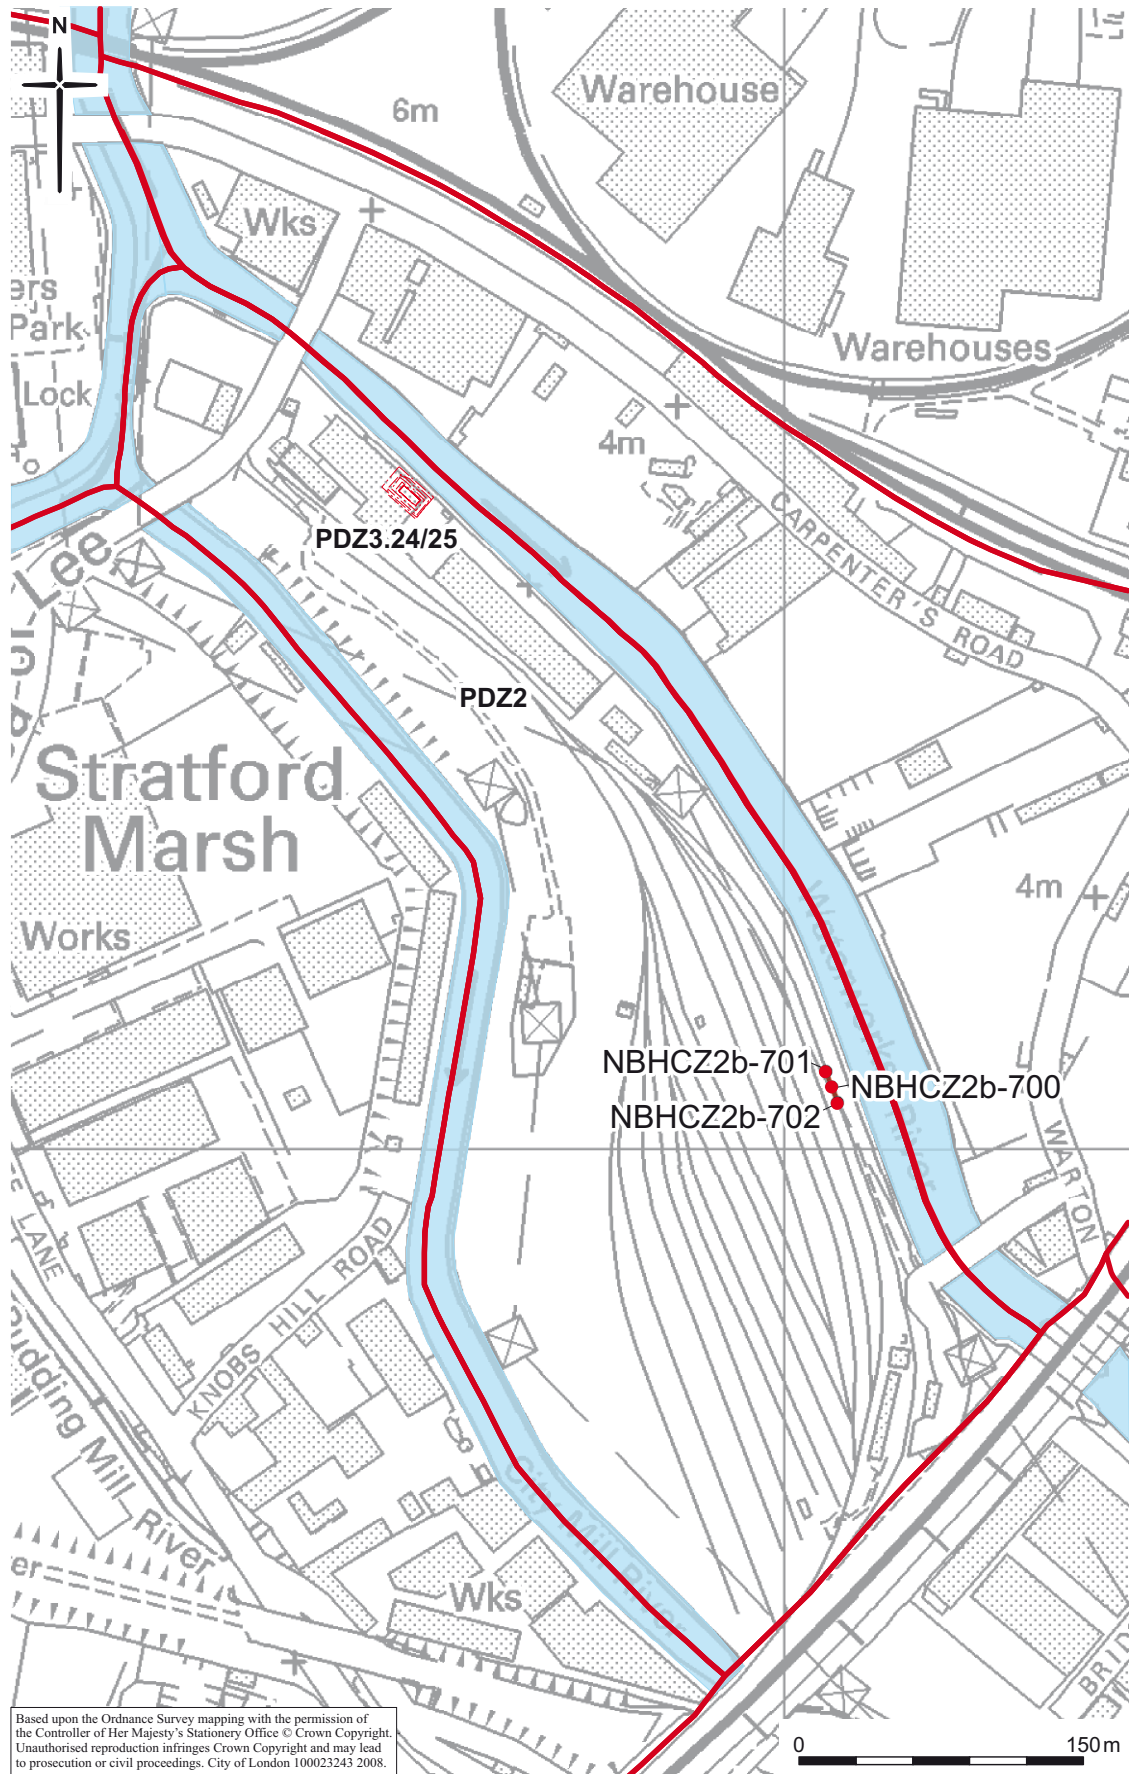 N
6m
Warehouse
Wks
ers
Park
Lock
Warehouses
4m
CARPENTER'S ROAD
PDZ3.24/25
Lee
PDZ2
Stratford
Marsh
Works
4m
Waterworks River
NBHCZ2b-701
NBHCZ2b-700
NBHCZ2b-702
WARTON
LANE
KNOBS HILL ROAD
Pudding Mill River
City Mill River
Wks
er
BRID
Based upon the Ordnance Survey mapping with the permission of
the Controller of Her Majesty's Stationery Office © Crown Copyright.
Unauthorised reproduction infringes Crown Copyright and may lead
to prosecution or civil proceedings. City of London 100023243 2008.
0 150m